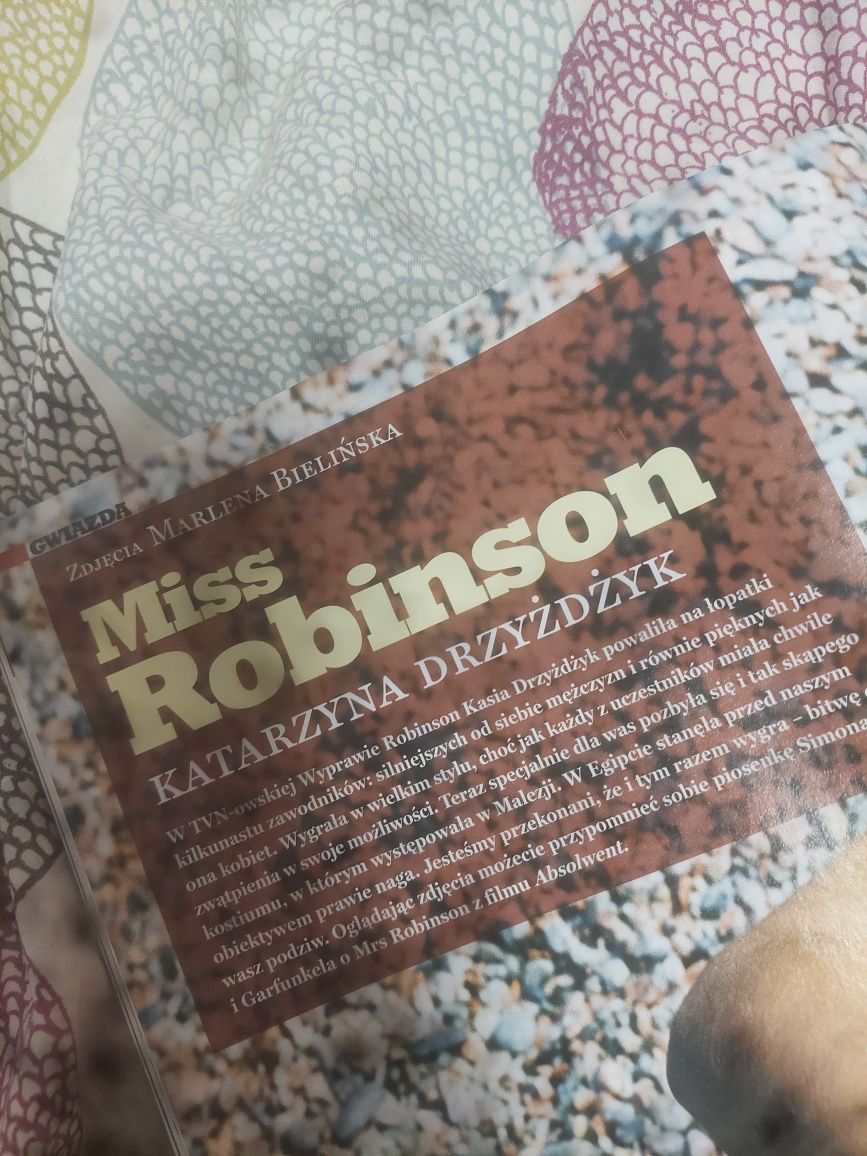 GWIAZDA
ZDJĘCIA MARLENA BIELIŃSKA
Miss
Robinson
KATARZYNA DRZYŻDŻYK
W TVN-owskiej Wyprawie Robinson Kasia Drzyżdżyk powaliła na łopatki
kilkunastu zawodników: silniejszych od siebie mężczyzn i równie pięknych jak
ona kobiet. Wygrała w wielkim stylu, choć jak każdy z uczestników miała chwile
zwątpienia w swoje możliwości. Teraz specjalnie dla was pozbyła się i tak skąpego
kostiumu, w którym występowała w Malezji. W Egipcie stanęła przed naszym
obiektywem prawie naga. Jesteśmy przekonani, że i tym razem wygra – bitwę
wasz podziw. Oglądając zdjęcia możecie przypomnieć sobie piosenkę Simona
i Garfunkela o Mrs Robinson z filmu Absolwent.